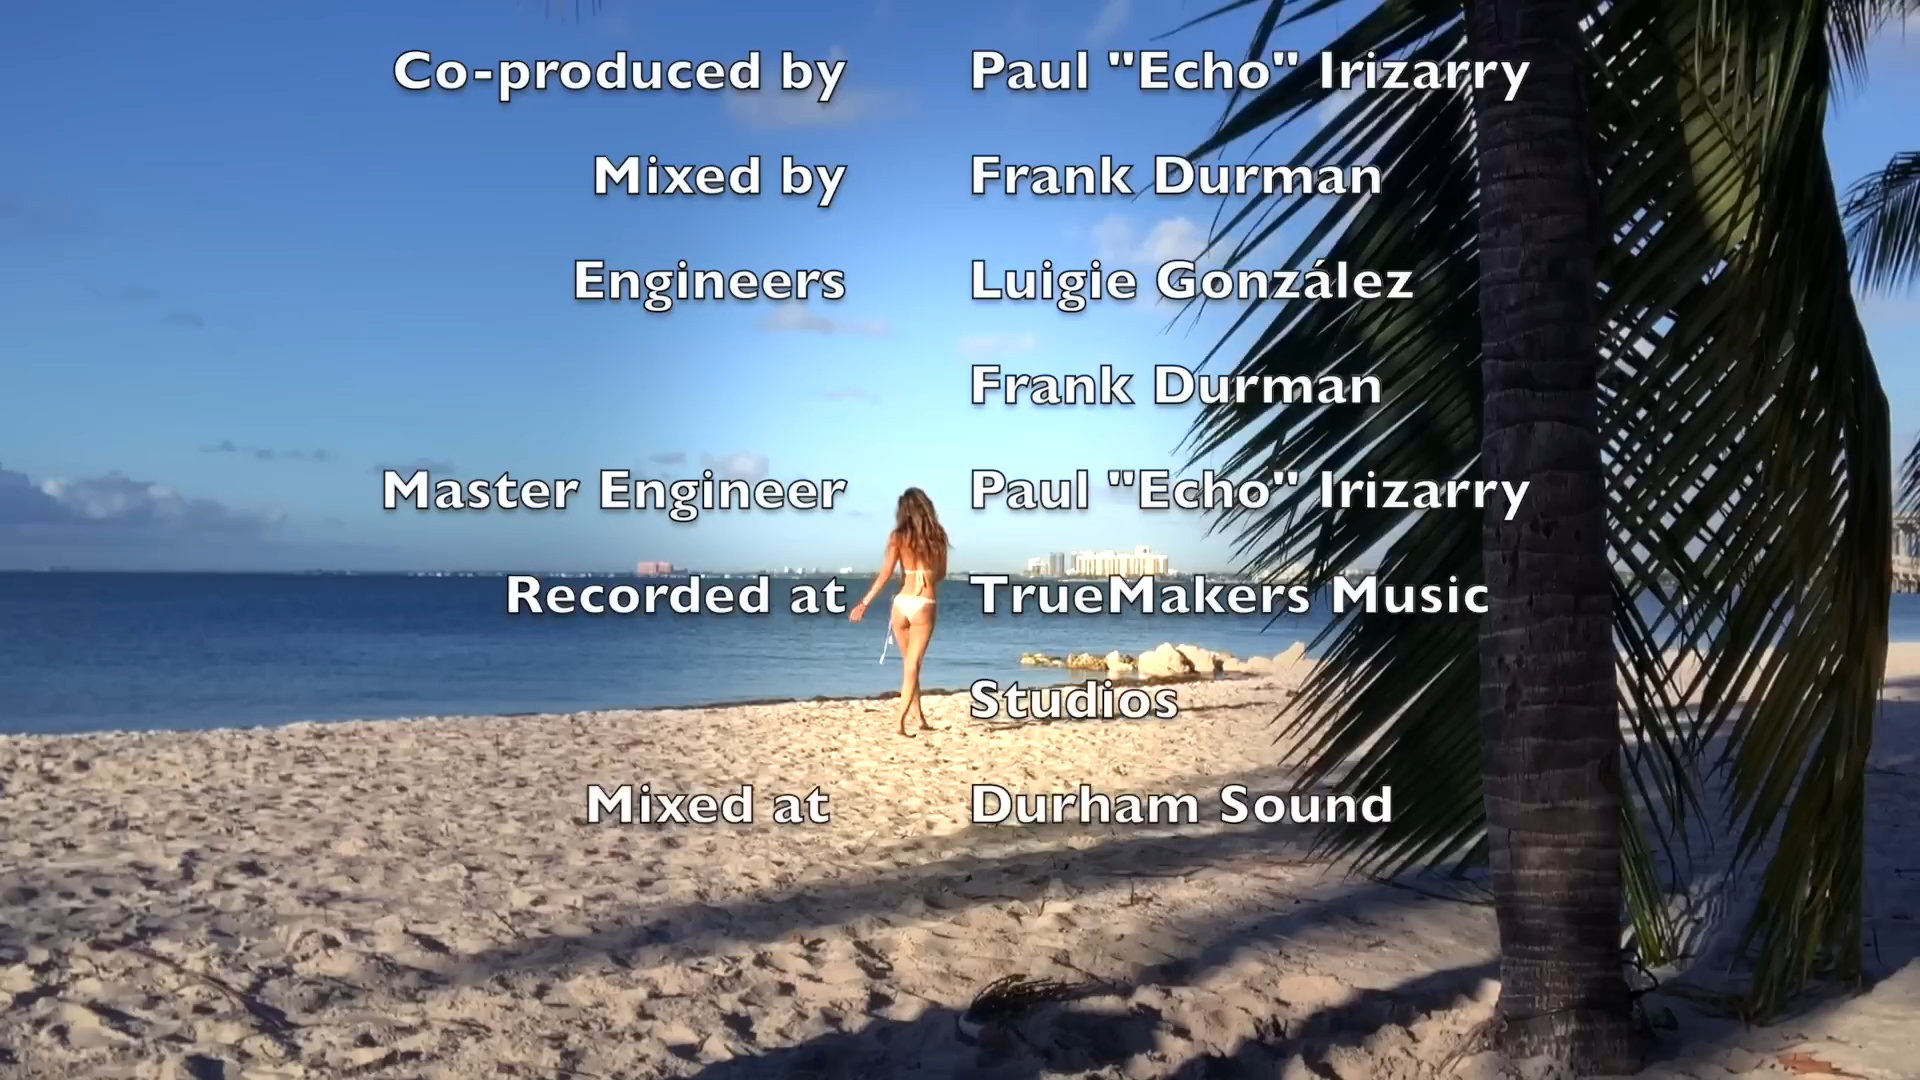 Co-produced by Paul "Echo" Irizarry
Mixed by Frank Durman
Engineers Luigie González
Frank Durman
Master Engineer Paul "Echo" Irizarry
Recorded at TrueMakers Music
Studios
Mixed at Durham Sound